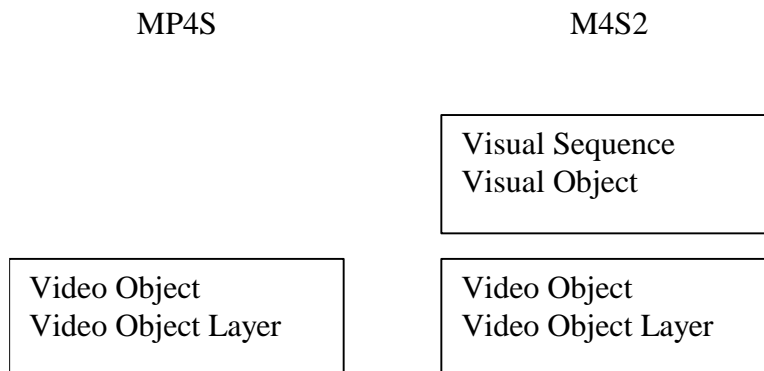 MP4S
M4S2
Visual Sequence
Visual Object
Video Object
Video Object Layer
Video Object
Video Object Layer